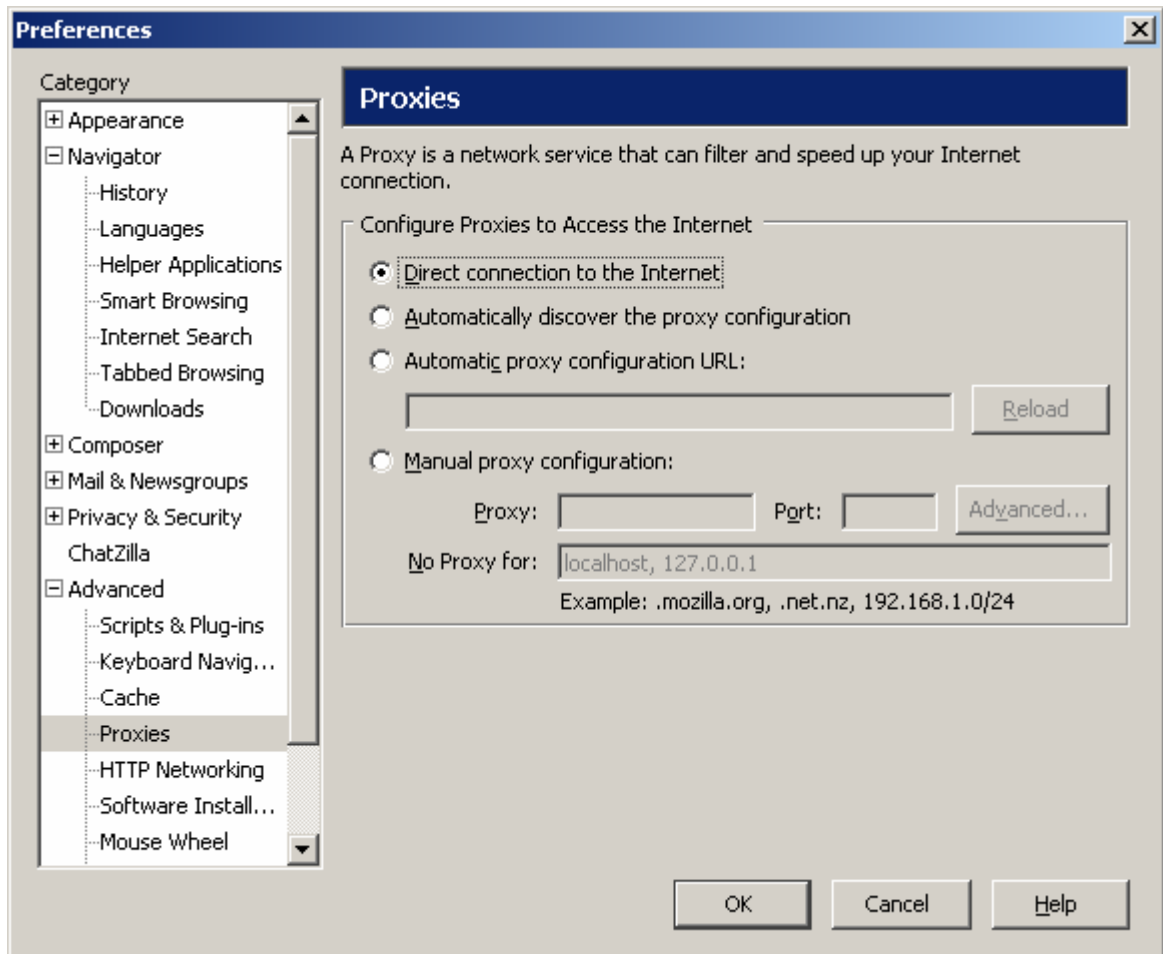 Preferences
Category
Appearance
Navigator
History
Languages
Helper Applications
Smart Browsing
Internet Search
Tabbed Browsing
Downloads
Composer
Mail & Newsgroups
Privacy & Security
ChatZilla
Advanced
Scripts & Plug-ins
Keyboard Navig...
Cache
Proxies
HTTP Networking
Software Install...
Mouse Wheel
Proxies
A Proxy is a network service that can filter and speed up your Internet
connection.
Configure Proxies to Access the Internet
Direct connection to the Internet
Automatically discover the proxy configuration
Automatic proxy configuration URL:
Reload
Manual proxy configuration:
Proxy: Port: Advanced...
No Proxy for: localhost, 127.0.0.1
Example: .mozilla.org, .net.nz, 192.168.1.0/24
OK Cancel Help